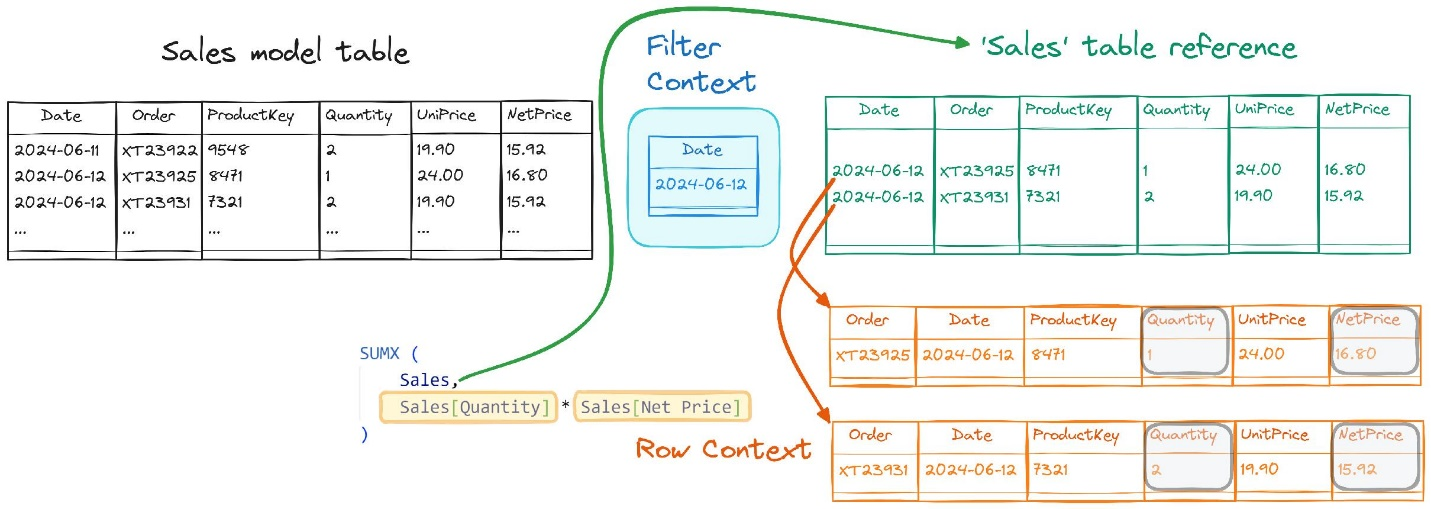 Sales model table
Date Order ProductKey Quantity UniPrice NetPrice
2024-06-11 XT23922 9548 2 19.90 15.92
2024-06-12 XT23925 8471 1 24.00 16.80
2024-06-12 XT23931 7321 2 19.90 15.92
... ... ... ... ... ...
Filter
Context
Date
2024-06-12
'Sales' table reference
Date Order ProductKey Quantity UniPrice NetPrice
2024-06-12 XT23925 8471 1 24.00 16.80
2024-06-12 XT23931 7321 2 19.90 15.92
SUMX (
Sales,
Sales[Quantity] * Sales[Net Price]
)
Row Context
Order Date ProductKey Quantity UnitPrice NetPrice
XT23925 2024-06-12 8471 1 24.00 16.80
Order Date ProductKey Quantity UnitPrice NetPrice
XT23931 2024-06-12 7321 2 19.90 15.92